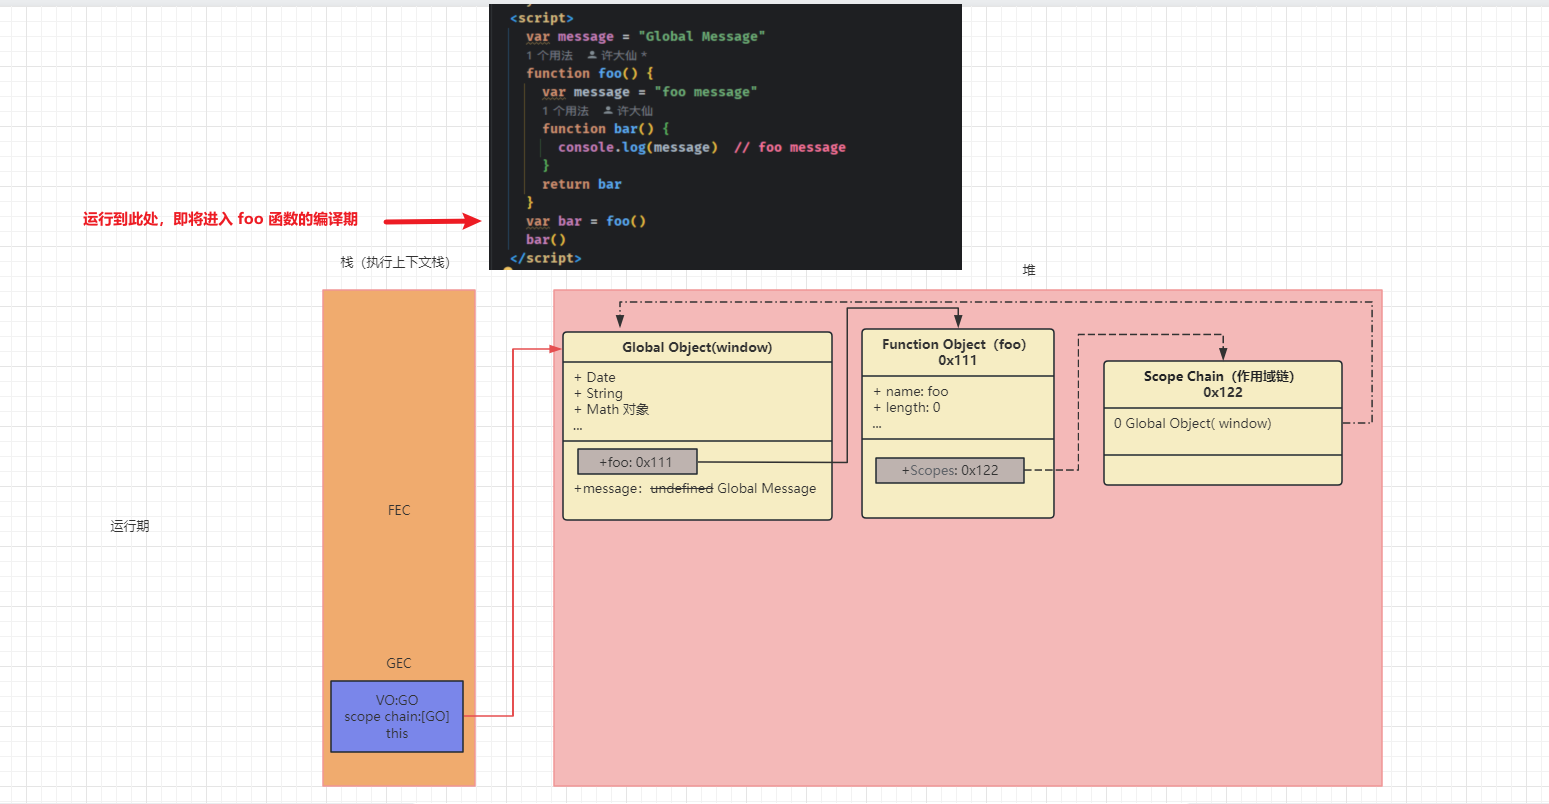 <script>
var message = "Global Message"
1 个用法 许大仙 *
function foo() {
var message = "foo message"
1 个用法 许大仙
function bar() {
console.log(message) // foo message
}
return bar
}
var bar = foo()
bar()
</script>
运行到此处，即将进入 foo 函数的编译期
栈（执行上下文栈）
堆
运行期
FEC
GEC
VO:GO
scope chain:[GO]
this
Global Object(window)
+ Date
+ String
+ Math 对象
...
+foo: 0x111
+message：undefined Global Message
Function Object（foo）
0x111
+ name: foo
+ length: 0
...
+Scopes: 0x122
Scope Chain（作用域链）
0x122
0 Global Object( window)